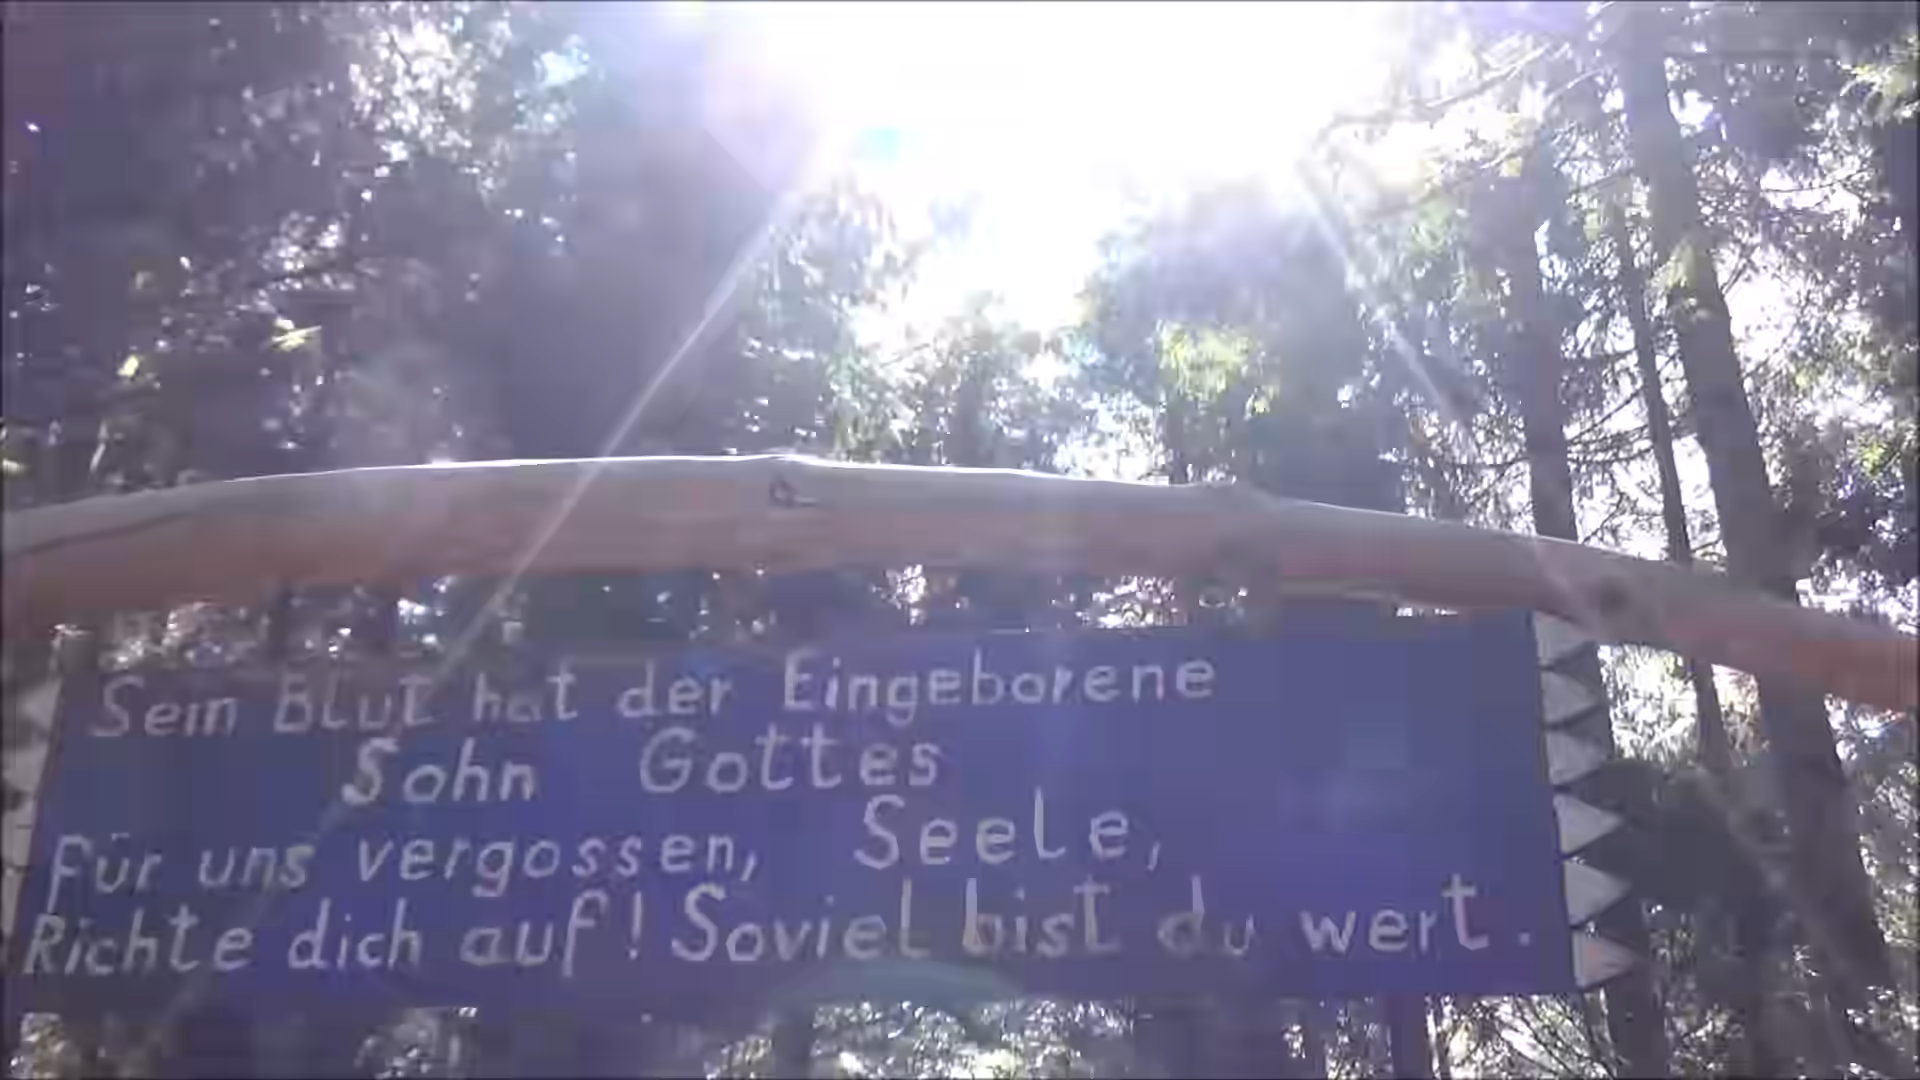 Sein Blut hat der Eingeborene
Sohn Gottes
Für uns vergossen, Seele,
Richte dich auf! Soviel bist du wert.